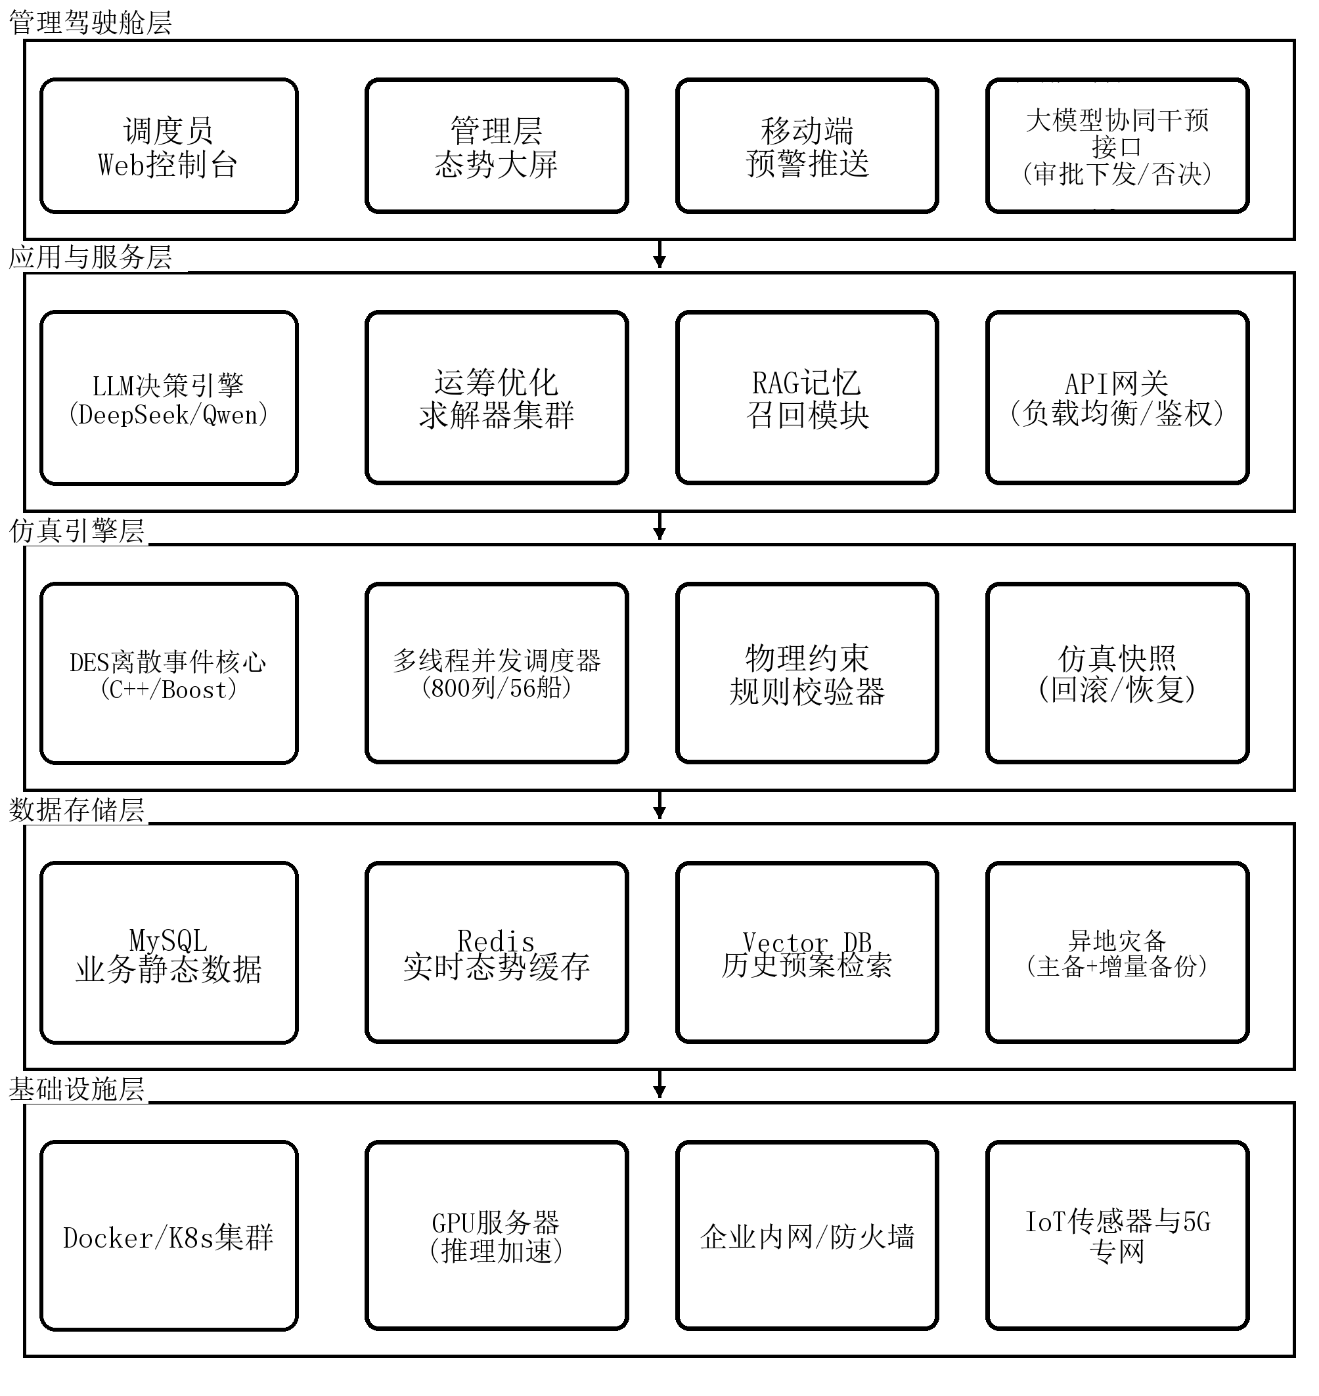 管理驾驶舱层
调度员
Web控制台
管理层
态势大屏
移动端
预警推送
大模型协同干预
接口
(审批下发/否决)
应用与服务层
LLM决策引擎
(DeepSeek/Qwen)
运筹优化
求解器集群
RAG记忆
召回模块
API网关
(负载均衡/鉴权)
仿真引擎层
DES离散事件核心
(C++/Boost)
多线程并发调度器
(800列/56船)
物理约束
规则校验器
仿真快照
(回滚/恢复)
数据存储层
MySQL
业务静态数据
Redis
实时态势缓存
Vector DB
历史预案检索
异地灾备
(主备+增量备份)
基础设施层
Docker/K8s集群
GPU服务器
(推理加速)
企业内网/防火墙
IoT传感器与5G
专网